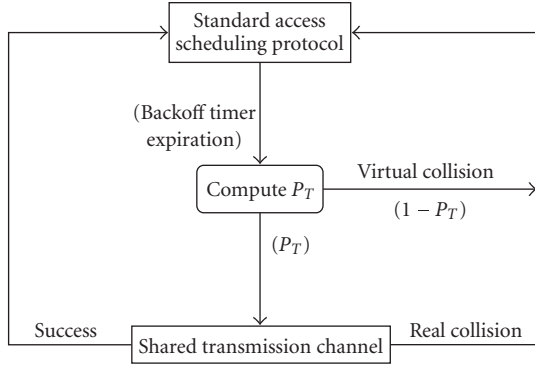 Standard access
scheduling protocol
(Backoff timer
expiration)
Compute P_T
Virtual collision
(1 − P_T)
(P_T)
Success
Shared transmission channel
Real collision